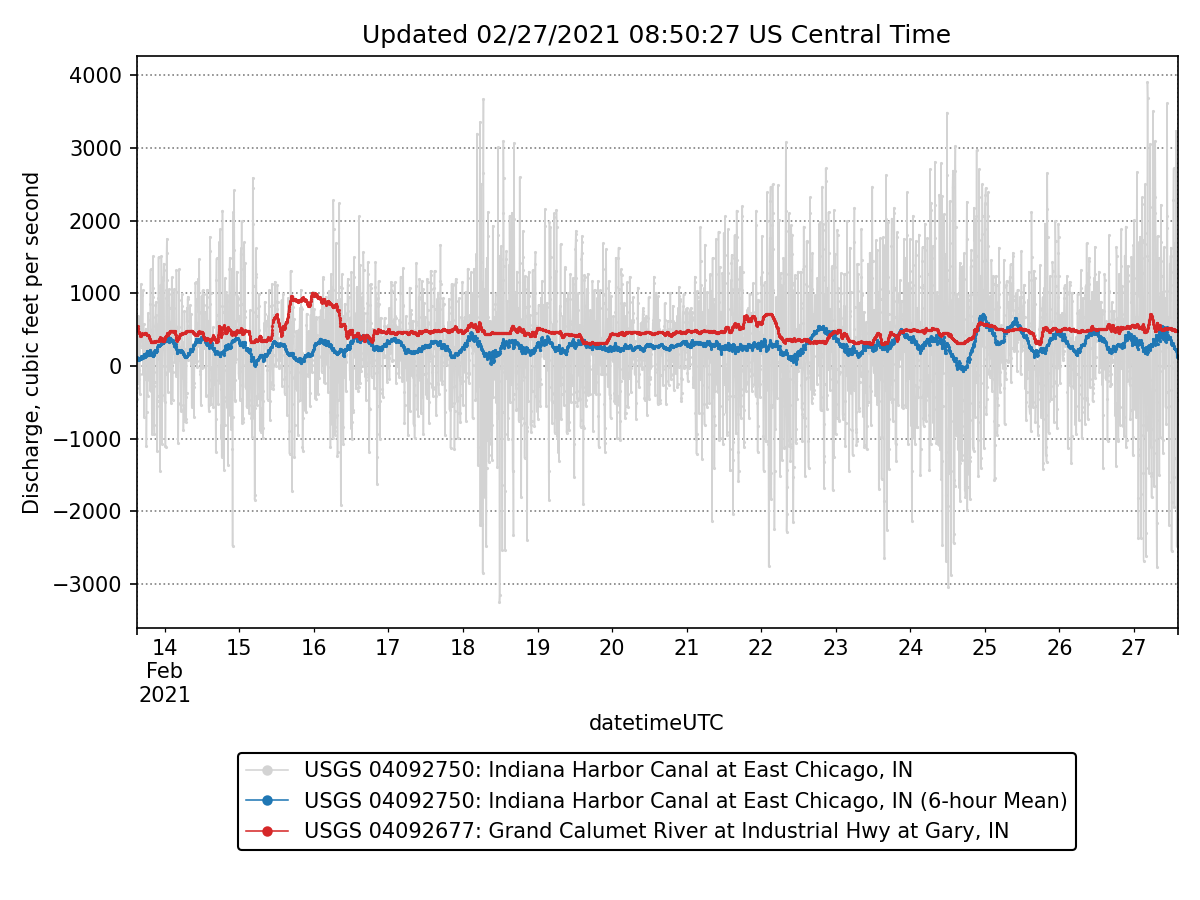 Updated 02/27/2021 08:50:27 US Central Time
Discharge, cubic feet per second
4000
3000
2000
1000
0
−1000
−2000
−3000
14 15 16 17 18 19 20 21 22 23 24 25 26 27
Feb
2021
datetimeUTC
USGS 04092750: Indiana Harbor Canal at East Chicago, IN
USGS 04092750: Indiana Harbor Canal at East Chicago, IN (6-hour Mean)
USGS 04092677: Grand Calumet River at Industrial Hwy at Gary, IN